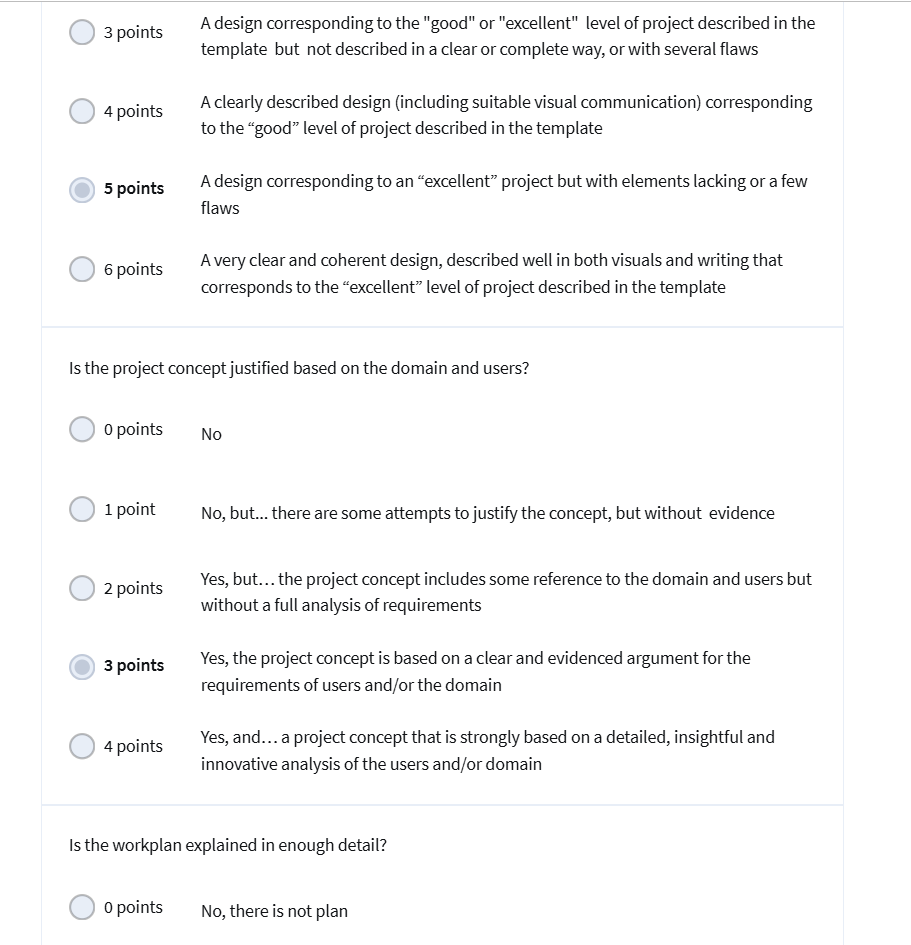 3 points
A design corresponding to the "good" or "excellent" level of project described in the
template but not described in a clear or complete way, or with several flaws
4 points
A clearly described design (including suitable visual communication) corresponding
to the “good” level of project described in the template
5 points
A design corresponding to an “excellent” project but with elements lacking or a few
flaws
6 points
A very clear and coherent design, described well in both visuals and writing that
corresponds to the “excellent” level of project described in the template
Is the project concept justified based on the domain and users?
0 points
No
1 point
No, but... there are some attempts to justify the concept, but without evidence
2 points
Yes, but… the project concept includes some reference to the domain and users but
without a full analysis of requirements
3 points
Yes, the project concept is based on a clear and evidenced argument for the
requirements of users and/or the domain
4 points
Yes, and… a project concept that is strongly based on a detailed, insightful and
innovative analysis of the users and/or domain
Is the workplan explained in enough detail?
0 points
No, there is not plan